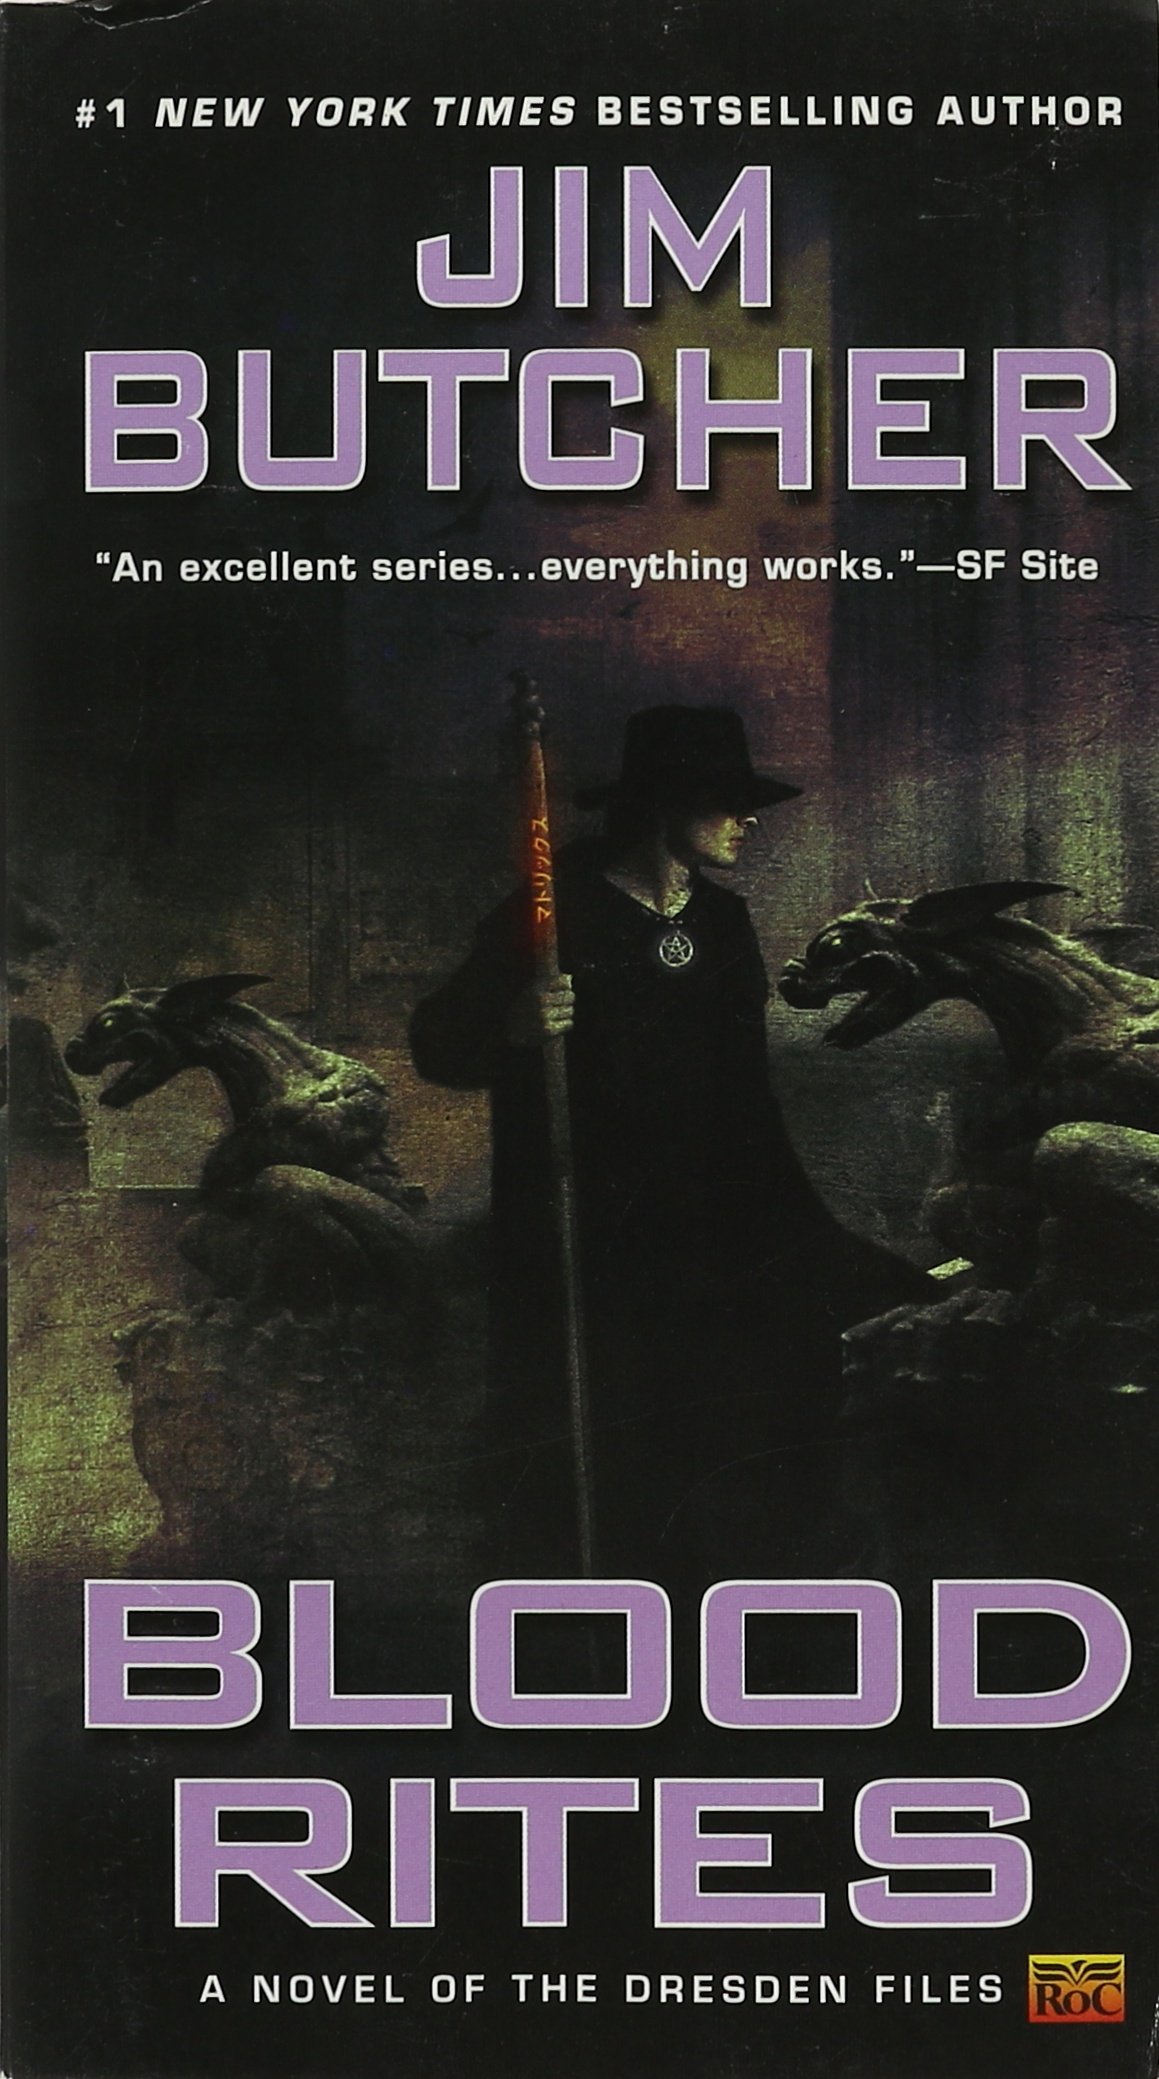 #1 NEW YORK TIMES BESTSELLING AUTHOR
JIM
BUTCHER
“An excellent series...everything works.”—SF Site
BLOOD
RITES
A NOVEL OF THE DRESDEN FILES
ROC